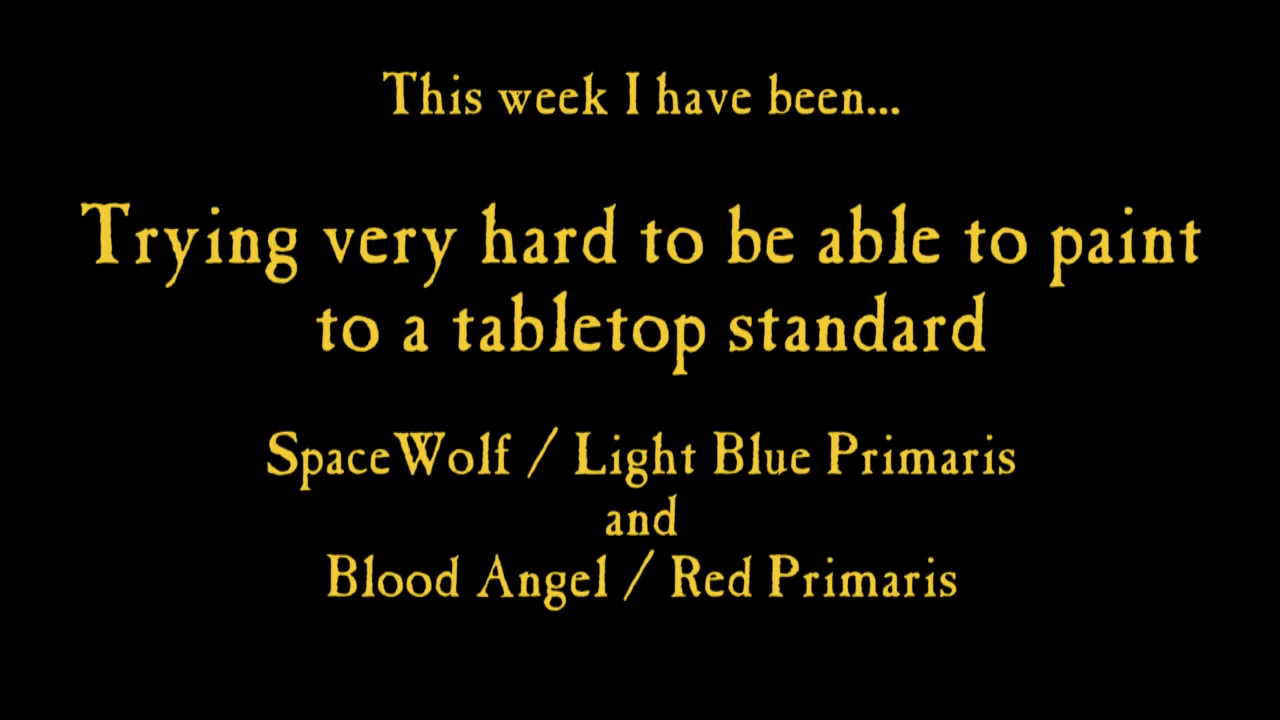 This week I have been...
Trying very hard to be able to paint
to a tabletop standard
SpaceWolf / Light Blue Primaris
and
Blood Angel / Red Primaris